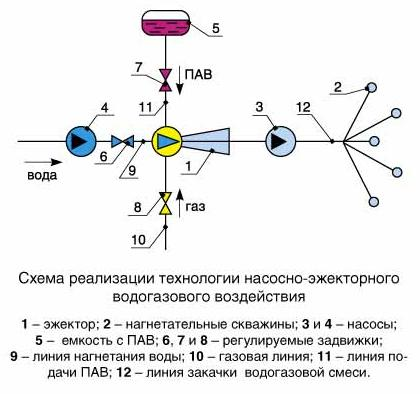 5
7
ПАВ
4
11
3
12
2
вода
6
9
1
8
газ
10
Схема реализации технологии насосно-эжекторного
водогазового воздействия
1 – эжектор; 2 – нагнетательные скважины; 3 и 4 – насосы;
5 – емкость с ПАВ; 6, 7 и 8 – регулируемые задвижки;
9 – линия нагнетания воды; 10 – газовая линия; 11 – линия по-
дачи ПАВ; 12 – линия закачки водогазовой смеси.